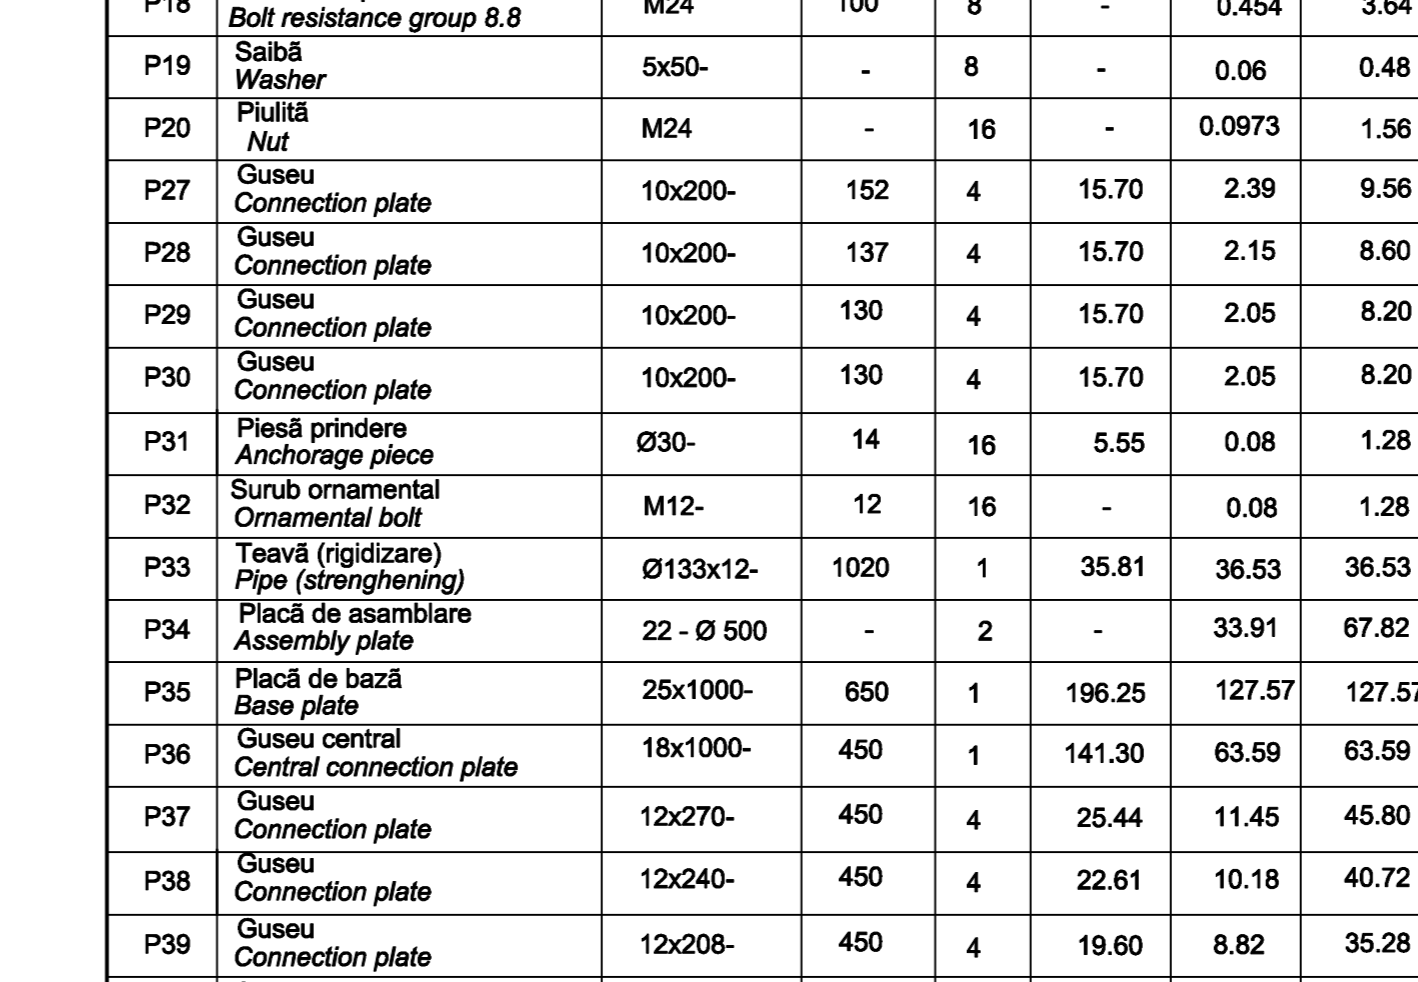 P18 Bolt resistance group 8.8 M24 100 8 - 0.454 3.64
P19 Saibã 5x50- - 8 - 0.06 0.48
Washer
P20 Piulitã M24 - 16 - 0.0973 1.56
Nut
P27 Guseu 10x200- 152 4 15.70 2.39 9.56
Connection plate
P28 Guseu 10x200- 137 4 15.70 2.15 8.60
Connection plate
P29 Guseu 10x200- 130 4 15.70 2.05 8.20
Connection plate
P30 Guseu 10x200- 130 4 15.70 2.05 8.20
Connection plate
P31 Piesã prindere Ø30- 14 16 5.55 0.08 1.28
Anchorage piece
P32 Surub ornamental M12- 12 16 - 0.08 1.28
Ornamental bolt
P33 Teavã (rigidizare) Ø133x12- 1020 1 35.81 36.53 36.53
Pipe (strenghening)
P34 Placã de asamblare 22 - Ø 500 - 2 - 33.91 67.82
Assembly plate
P35 Placã de bazã 25x1000- 650 1 196.25 127.57 127.57
Base plate
P36 Guseu central 18x1000- 450 1 141.30 63.59 63.59
Central connection plate
P37 Guseu 12x270- 450 4 25.44 11.45 45.80
Connection plate
P38 Guseu 12x240- 450 4 22.61 10.18 40.72
Connection plate
P39 Guseu 12x208- 450 4 19.60 8.82 35.28
Connection plate